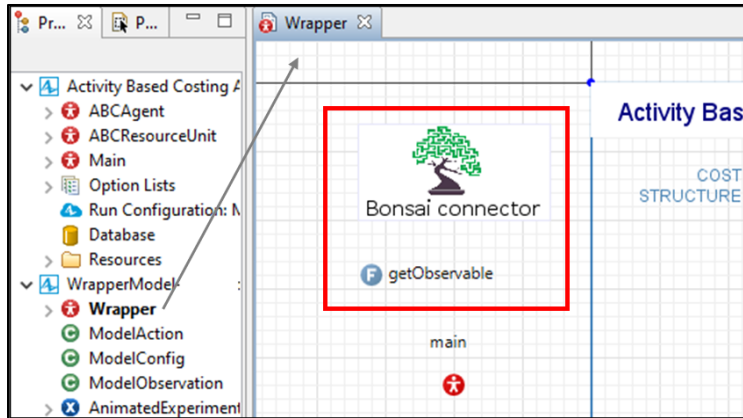 Pr...
P...
Wrapper
Activity Based Costing A
ABCAgent
ABCResourceUnit
Main
Option Lists
Run Configuration: M
Database
Resources
WrapperModel
Wrapper
ModelAction
ModelConfig
ModelObservation
AnimatedExperiment
Bonsai connector
getObservable
main
Activity Bas
COST
STRUCTURE